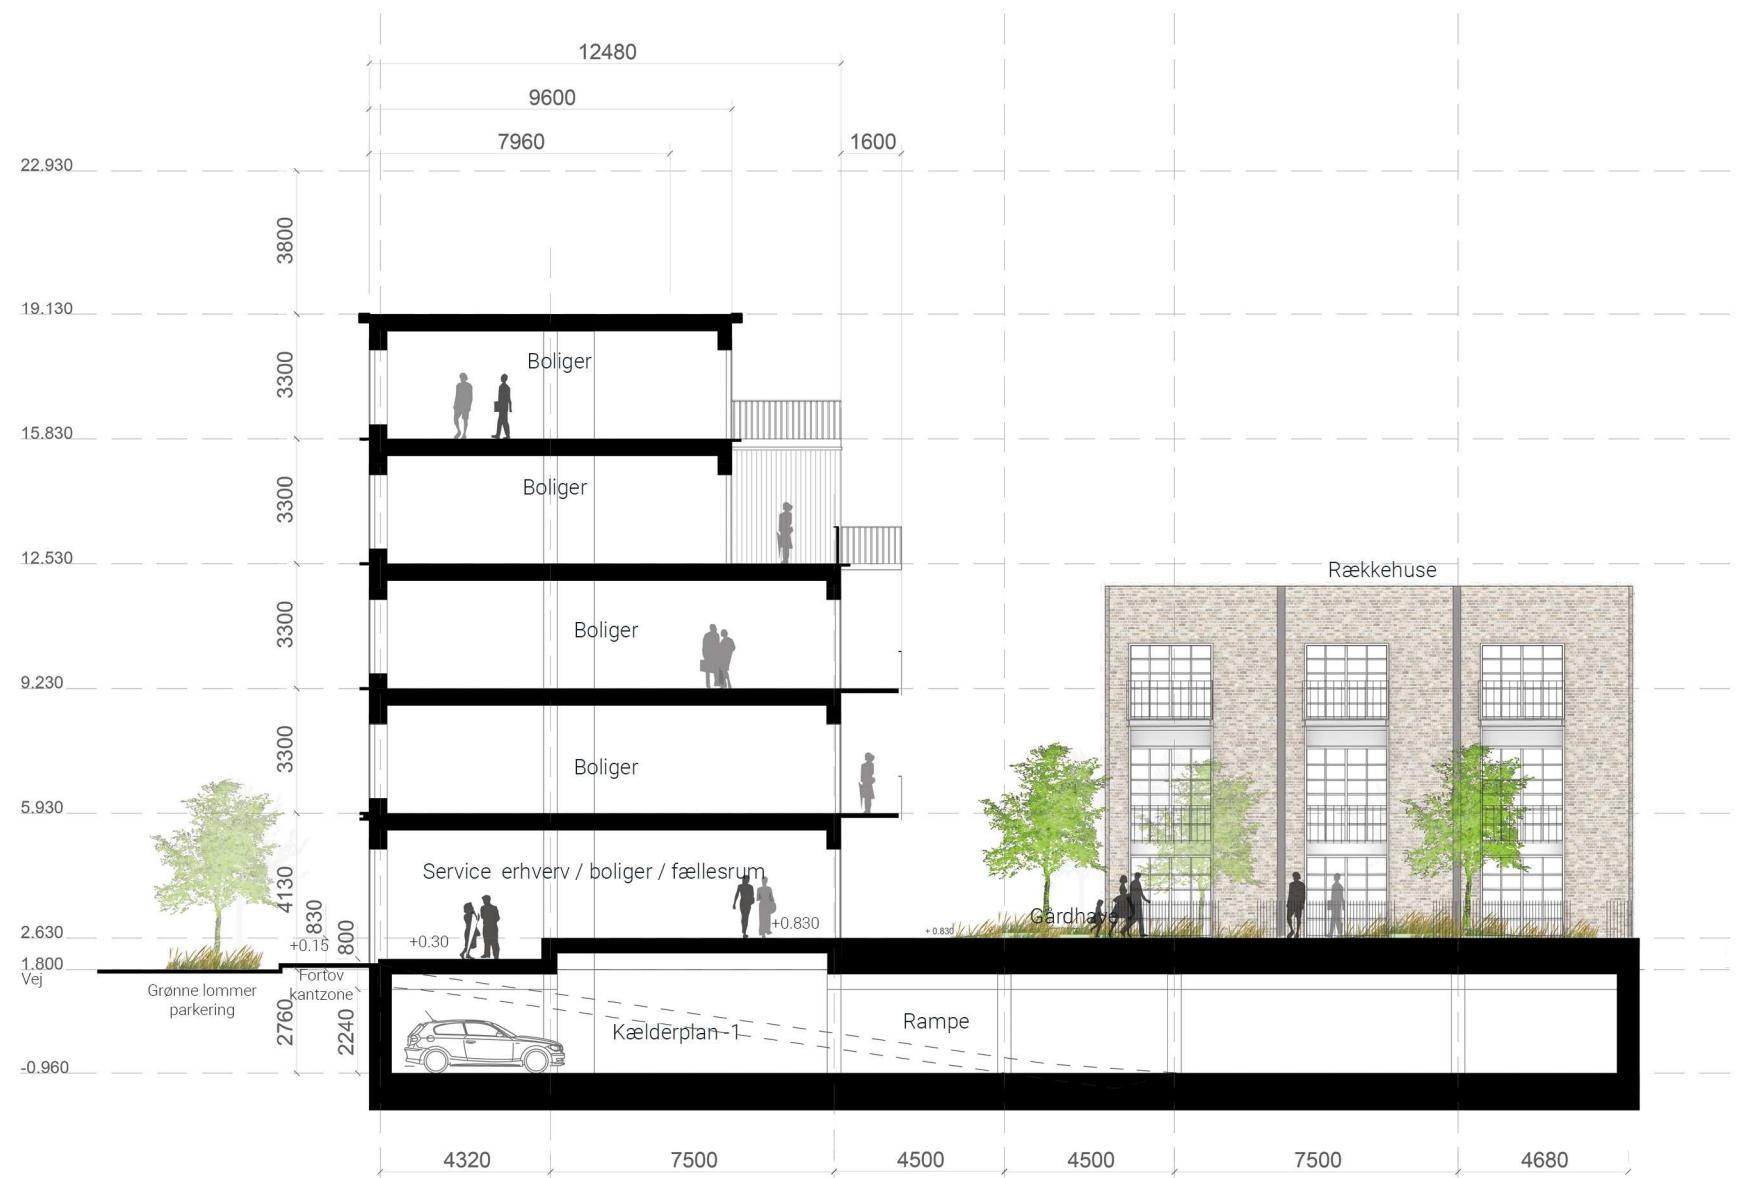 12480
9600
7960
1600
22.930
3800
19.130
3300
Boliger
15.830
3300
Boliger
12.530
Rækkehuse
3300
Boliger
9.230
3300
Boliger
5.930
4130
Service erhverv / boliger / fællesrum
830
800
+0.15
+0.30
+0.830
+ 0.830
Gårdhave
2.630
1.800
Vej
Fortov
kantzone
Grønne lommer
parkering
2760
2240
Kælderplan -1
Rampe
-0.960
4320
7500
4500
4500
7500
4680